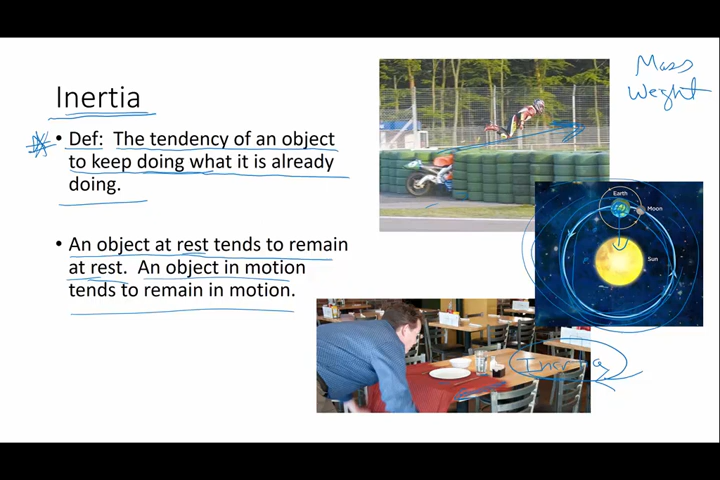 Inertia
• Def: The tendency of an object
to keep doing what it is already
doing.
• An object at rest tends to remain
at rest. An object in motion
tends to remain in motion.
Mass
Weght
Earth
Moon
Sun
Inertia